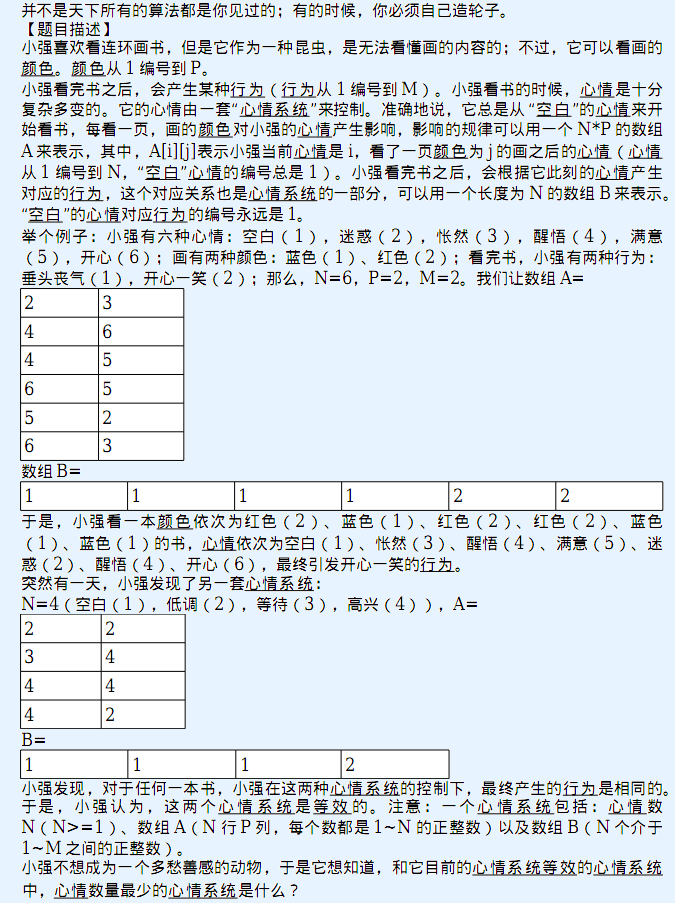 并不是天下所有的算法都是你见过的；有的时候，你必须自己造轮子。
【题目描述】
小强喜欢看连环画书，但是它作为一种昆虫，是无法看懂画的内容的；不过，它可以看画的
颜色。颜色从 1 编号到 P。
小强看完书之后，会产生某种行为（行为从 1 编号到 M）。小强看书的时候，心情是十分
复杂多变的。它的心情由一套“心情系统”来控制。准确地说，它总是从 “空白”的心情来开
始看书，每看一页，画的颜色对小强的心情产生影响，影响的规律可以用一个 N*P 的数组
A 来表示，其中，A[i][j]表示小强当前心情是 i，看了一页颜色为 j 的画之后的心情（心情
从 1 编号到 N，“空白”心情的编号总是 1）。小强看完书之后，会根据它此刻的心情产生
对应的行为，这个对应关系也是心情系统的一部分，可以用一个长度为 N 的数组 B 来表示。
“空白”的心情对应行为的编号永远是 1。
举个例子：小强有六种心情：空白（1），迷惑（2），怅然（3），醒悟（4），满意
（5），开心（6）；画有两种颜色：蓝色（1）、红色（2）；看完书，小强有两种行为：
垂头丧气（1），开心一笑（2）；那么，N=6，P=2，M=2。我们让数组 A=
2 3
4 6
4 5
6 5
5 2
6 3
数组 B=
1 1 1 1 2 2
于是，小强看一本颜色依次为红色（2）、蓝色（1）、红色（2）、红色（2）、蓝色
（1）、蓝色（1）的书，心情依次为空白（1）、怅然（3）、醒悟（4）、满意（5）、迷
惑（2）、醒悟（4）、开心（6），最终引发开心一笑的行为。
突然有一天，小强发现了另一套心情系统：
N=4（空白（1），低调（2），等待（3），高兴（4）），A=
2 2
3 4
4 4
4 2
B=
1 1 1 2
小强发现，对于任何一本书，小强在这两种心情系统的控制下，最终产生的行为是相同的。
于是，小强认为，这两个心情系统是等效的。注意：一个心情系统包括：心情数
N（N>=1）、数组 A（N 行 P 列，每个数都是 1~N 的正整数）以及数组 B（N 个介于
1~M 之间的正整数）。
小强不想成为一个多愁善感的动物，于是它想知道，和它目前的心情系统等效的心情系统
中，心情数量最少的心情系统是什么？